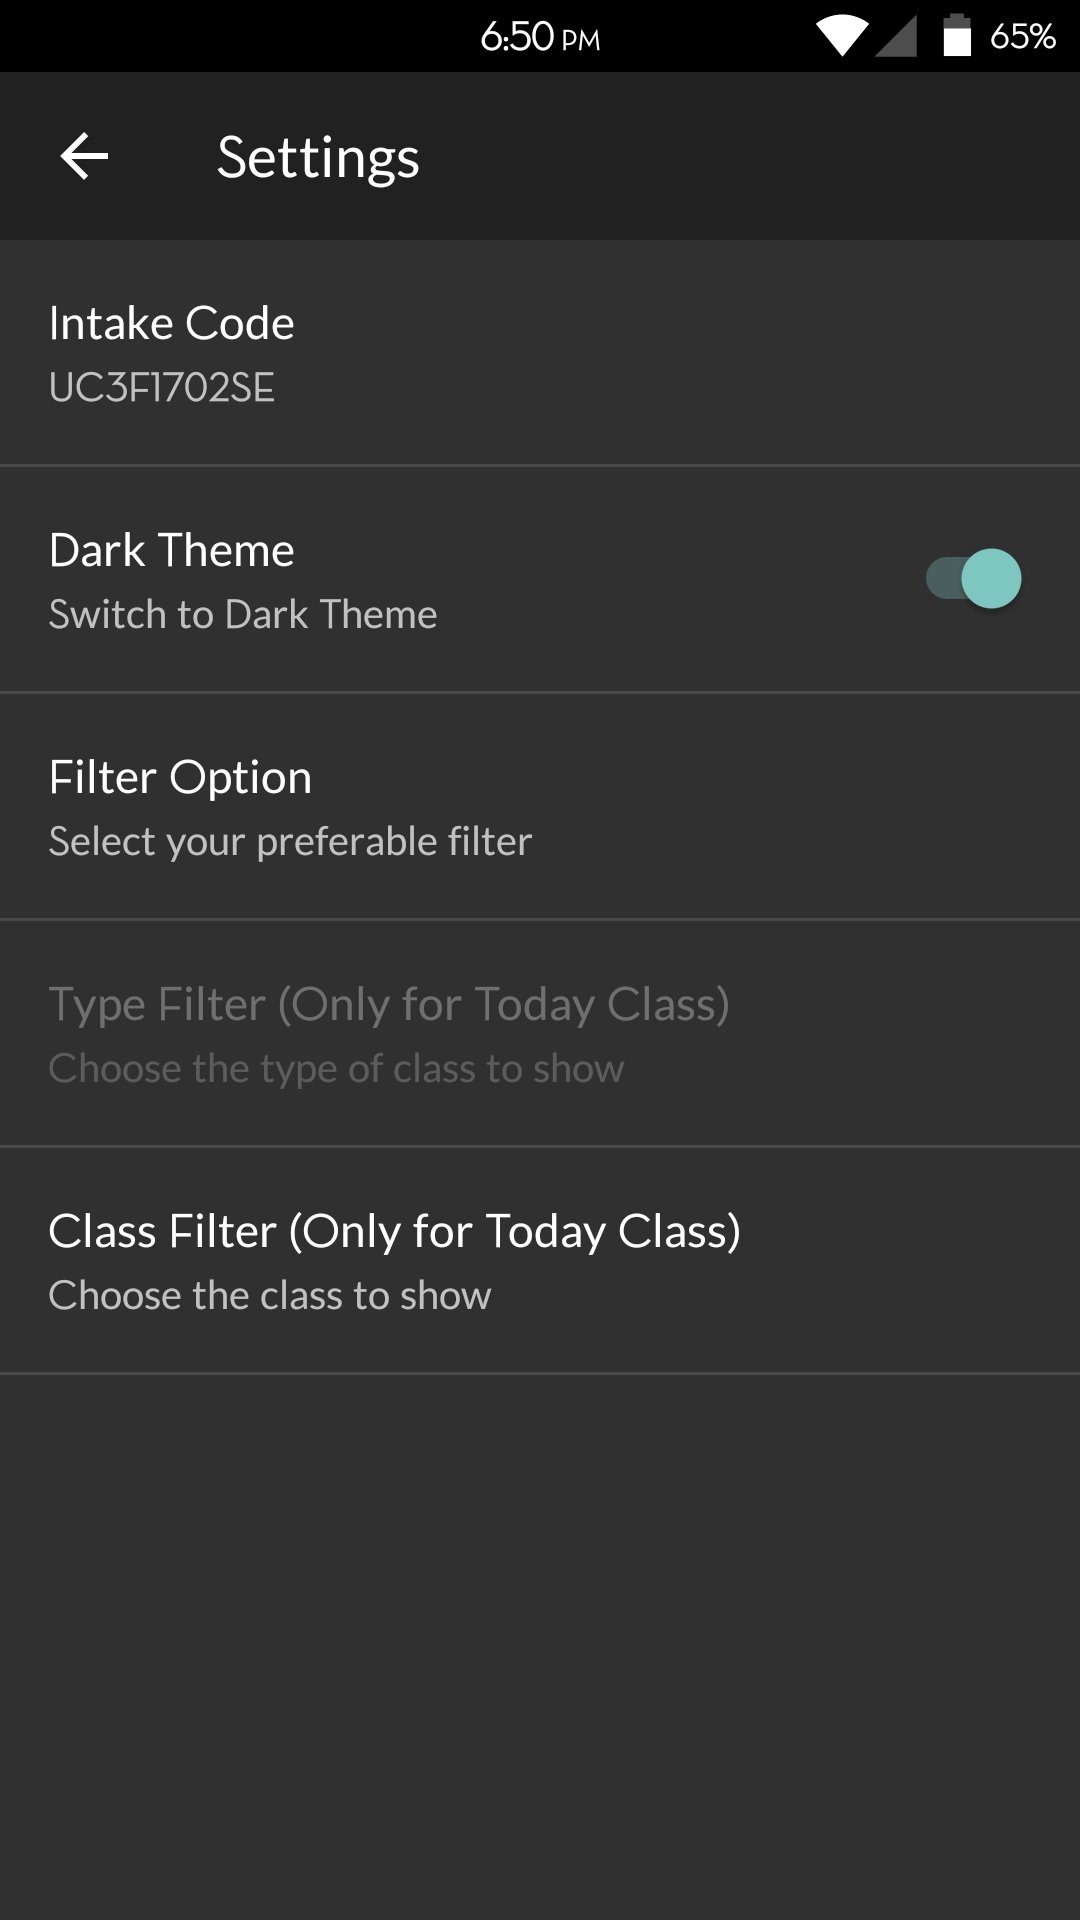 6:50 PM 65%
Settings
Intake Code
UC3F1702SE
Dark Theme
Switch to Dark Theme
Filter Option
Select your preferable filter
Type Filter (Only for Today Class)
Choose the type of class to show
Class Filter (Only for Today Class)
Choose the class to show